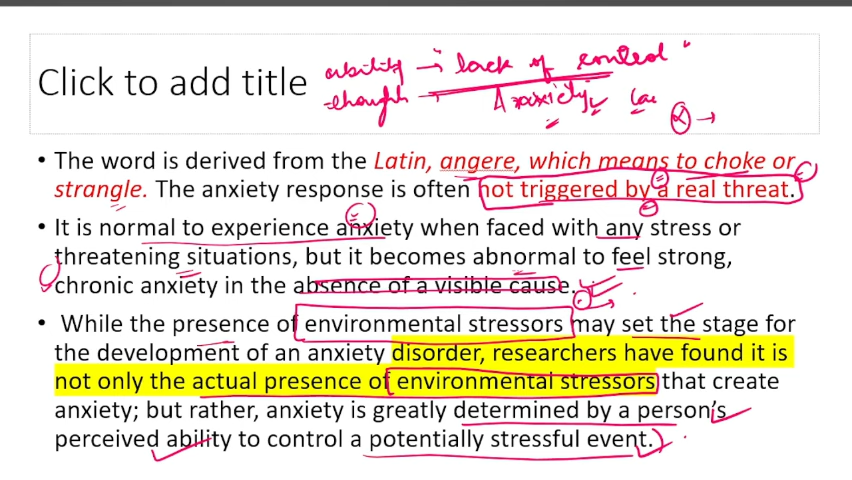 ability → lack of control"
Click to add title
thought → Anxiety
• The word is derived from the Latin, angere, which means to choke or
strangle. The anxiety response is often not triggered by a real threat.
• It is normal to experience anxiety when faced with any stress or
threatening situations, but it becomes abnormal to feel strong,
chronic anxiety in the absence of a visible cause.
• While the presence of environmental stressors may set the stage for
the development of an anxiety disorder, researchers have found it is
not only the actual presence of environmental stressors that create
anxiety; but rather, anxiety is greatly determined by a person's
perceived ability to control a potentially stressful event.